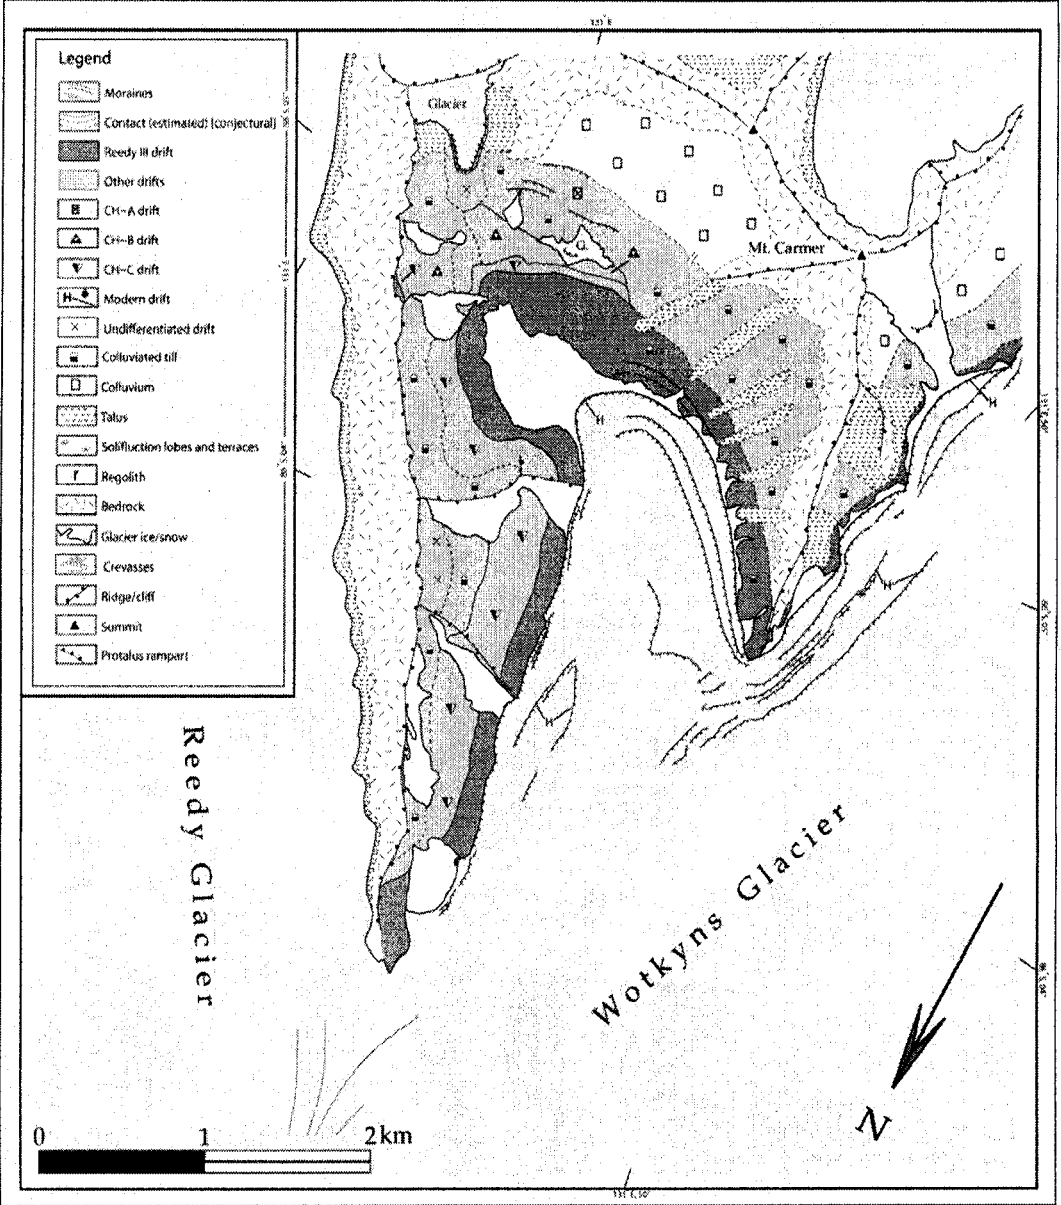 Legend
Moraines
Contact (estimated) [conjectural]
Reedy III drift
Other drifts
CH-A drift
CH-B drift
CH-C drift
H
Modern drift
Undifferentiated drift
Colluviated till
Colluvium
Talus
Solifluction lobes and terraces
r
Regolith
Bedrock
Glacier ice/snow
Crevasses
Ridge/cliff
Summit
Protalus rampart
Glacier
Mt. Carmer
H
H
H
H
Reedy Glacier
Wotkyns Glacier
N
0 1 2km